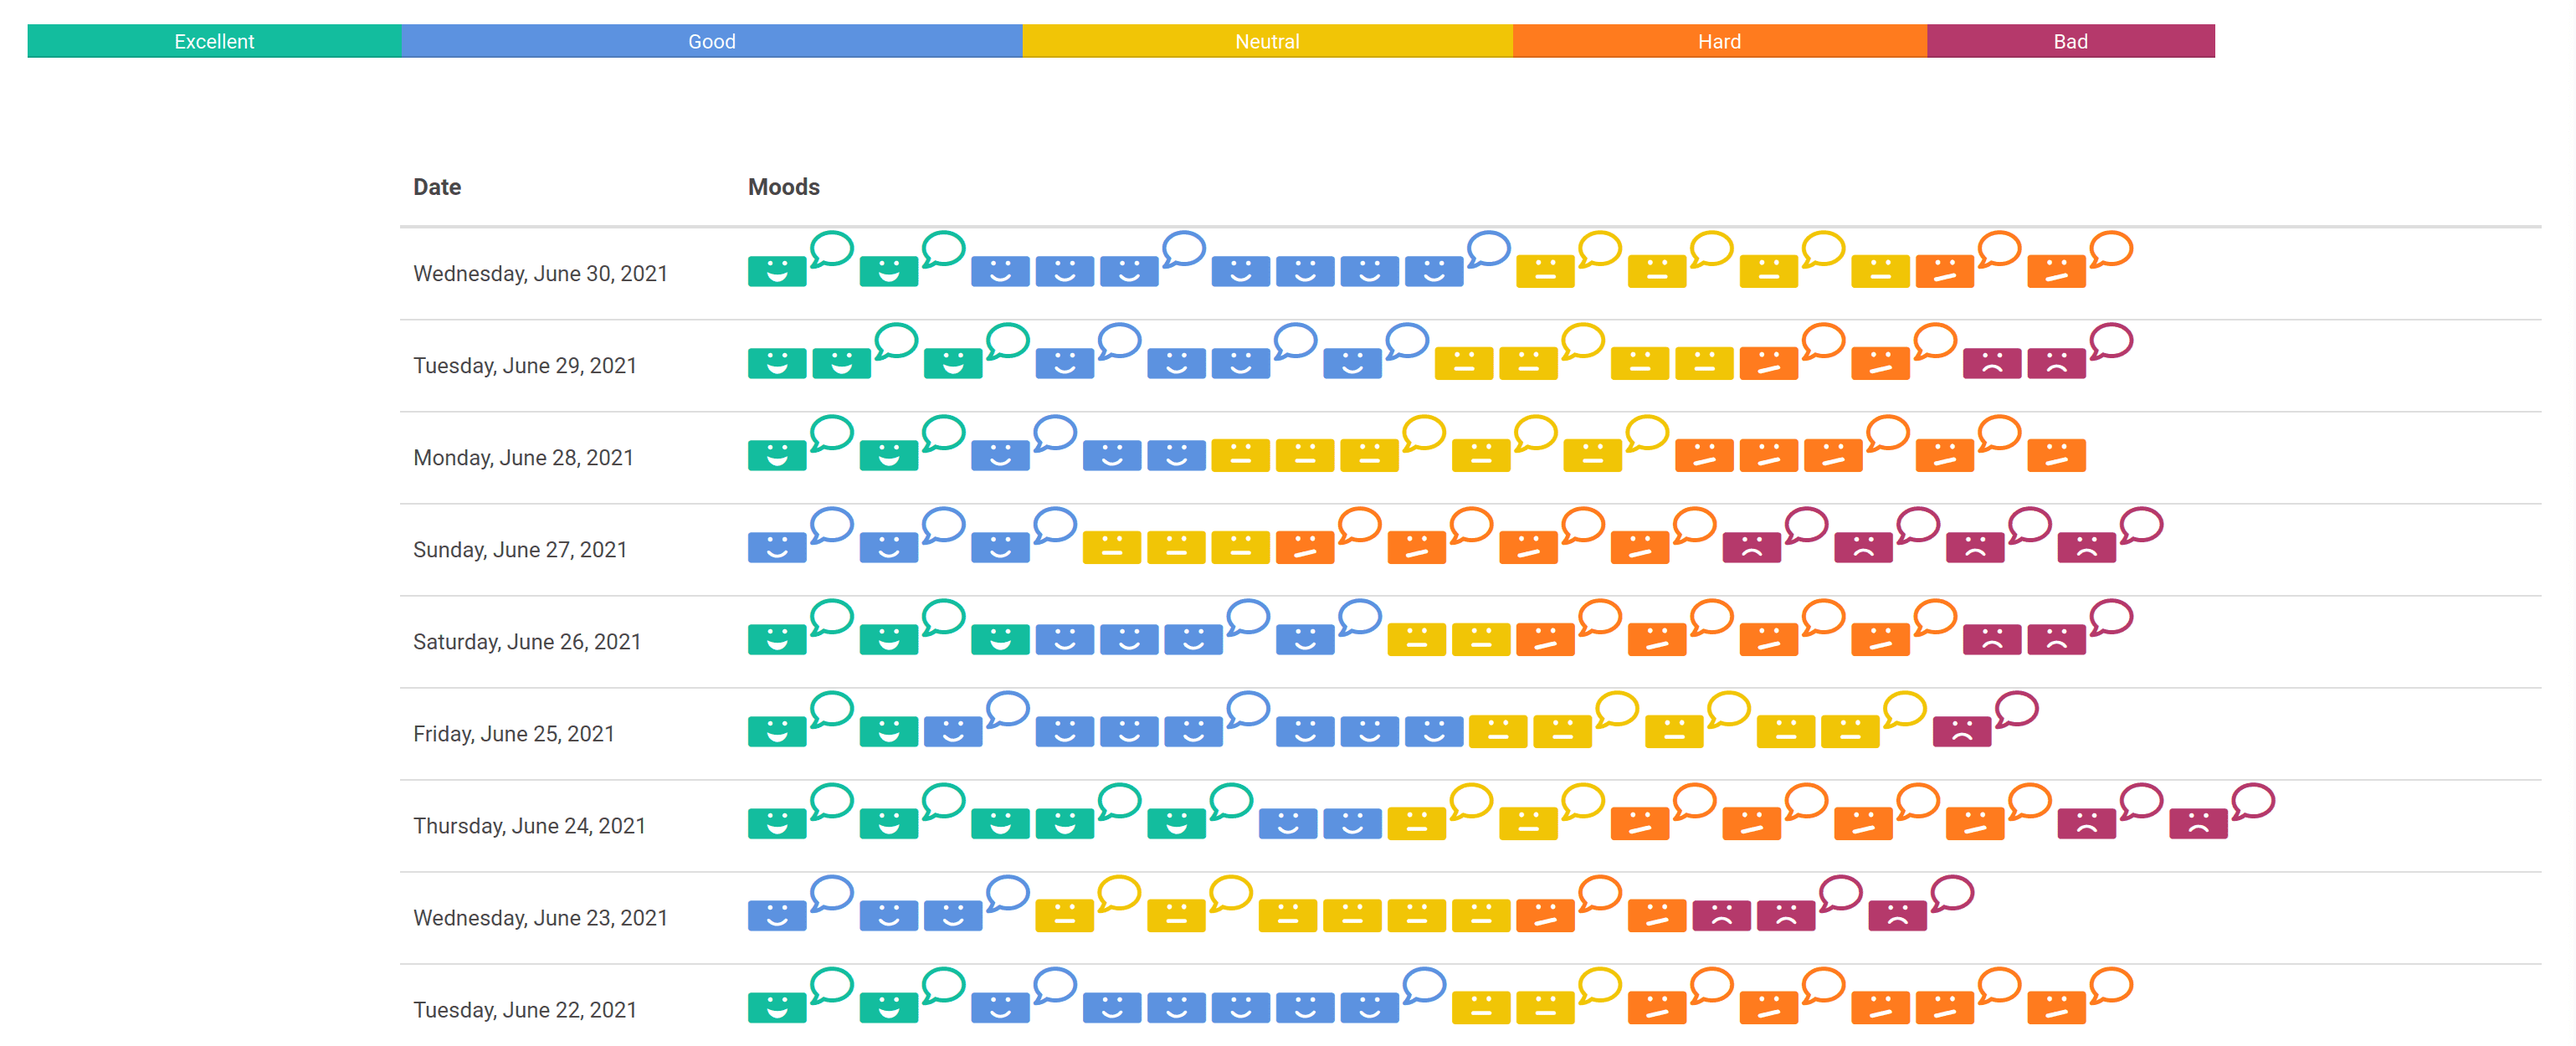 Excellent Good Neutral Hard Bad
Date Moods
Wednesday, June 30, 2021
Tuesday, June 29, 2021
Monday, June 28, 2021
Sunday, June 27, 2021
Saturday, June 26, 2021
Friday, June 25, 2021
Thursday, June 24, 2021
Wednesday, June 23, 2021
Tuesday, June 22, 2021